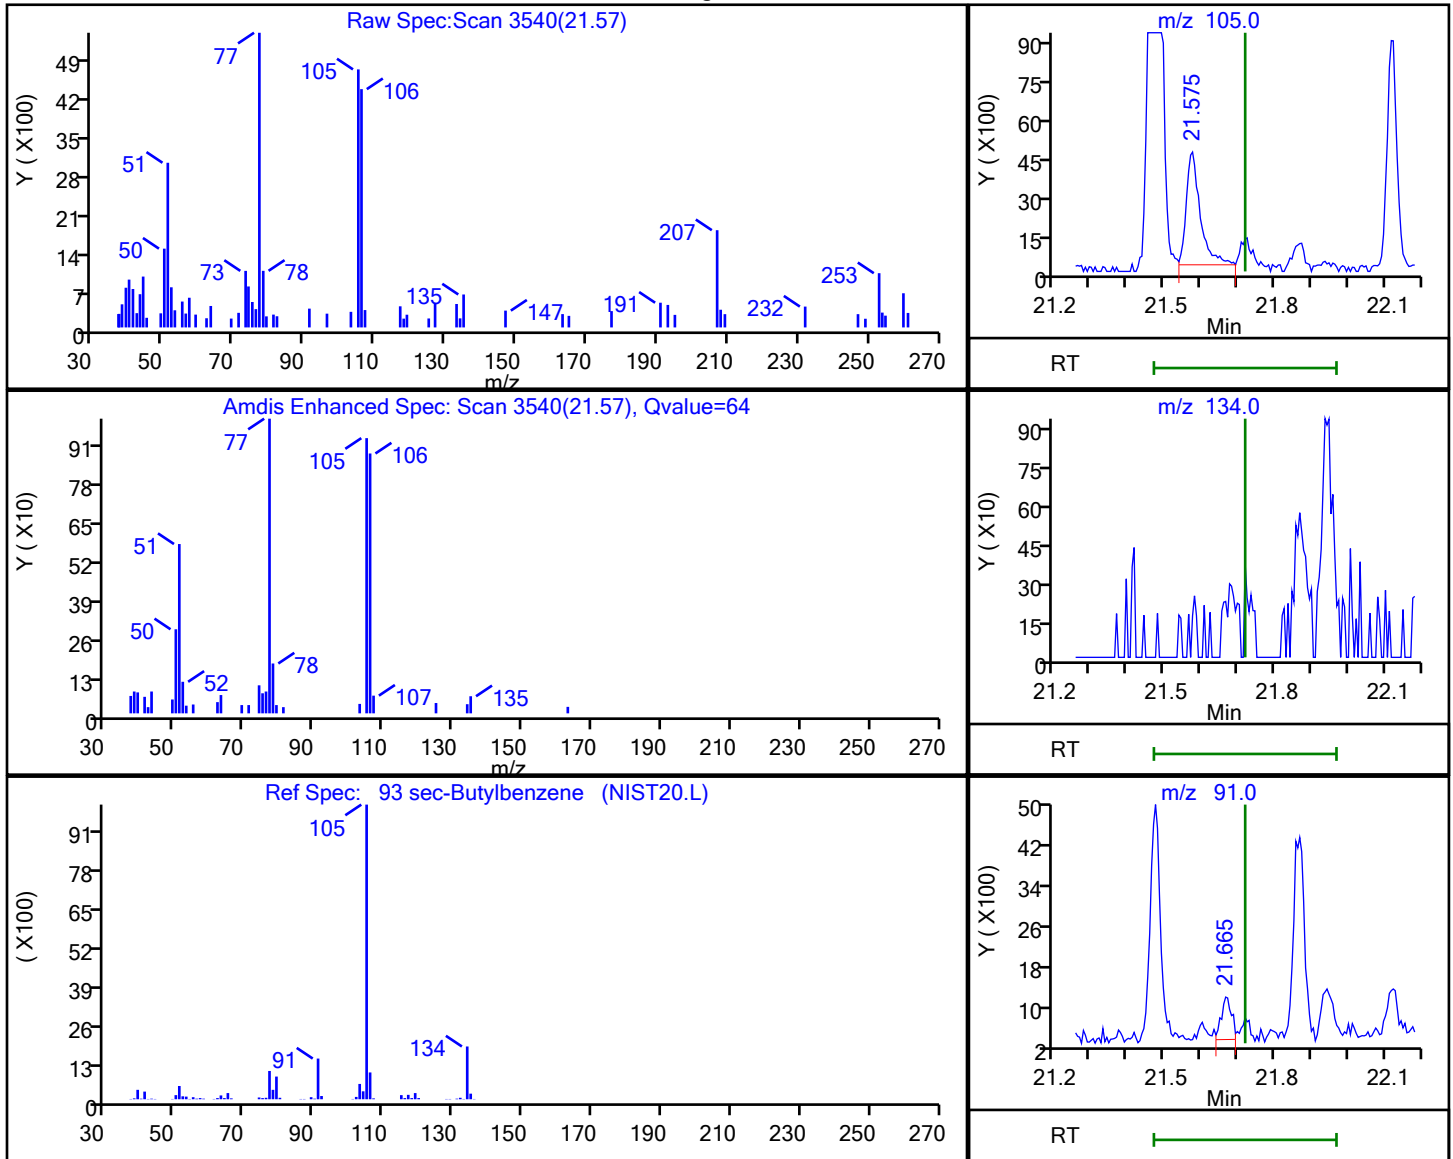 Raw Spec:Scan 3540(21.57)
Y ( X100)
49
42
35
28
21
14
7
0
77
105
106
51
50
73
78
135
147
191
207
232
253
30 50 70 90 110 130 150 170 190 210 230 250 270
m/z
m/z 105.0
Y ( X100)
90
75
60
45
30
15
0
21.575
21.2 21.5 21.8 22.1
Min
RT
Amdis Enhanced Spec: Scan 3540(21.57), Qvalue=64
Y ( X10)
91
78
65
52
39
26
13
0
77
105
106
51
50
52
78
107
135
30 50 70 90 110 130 150 170 190 210 230 250 270
m/z
m/z 134.0
Y ( X10)
90
75
60
45
30
15
0
21.2 21.5 21.8 22.1
Min
RT
Ref Spec: 93 sec-Butylbenzene (NIST20.L)
( X100)
91
78
65
52
39
26
13
0
105
91
134
30 50 70 90 110 130 150 170 190 210 230 250 270
m/z 91.0
Y ( X100)
50
42
34
26
18
10
2
21.665
21.2 21.5 21.8 22.1
Min
RT